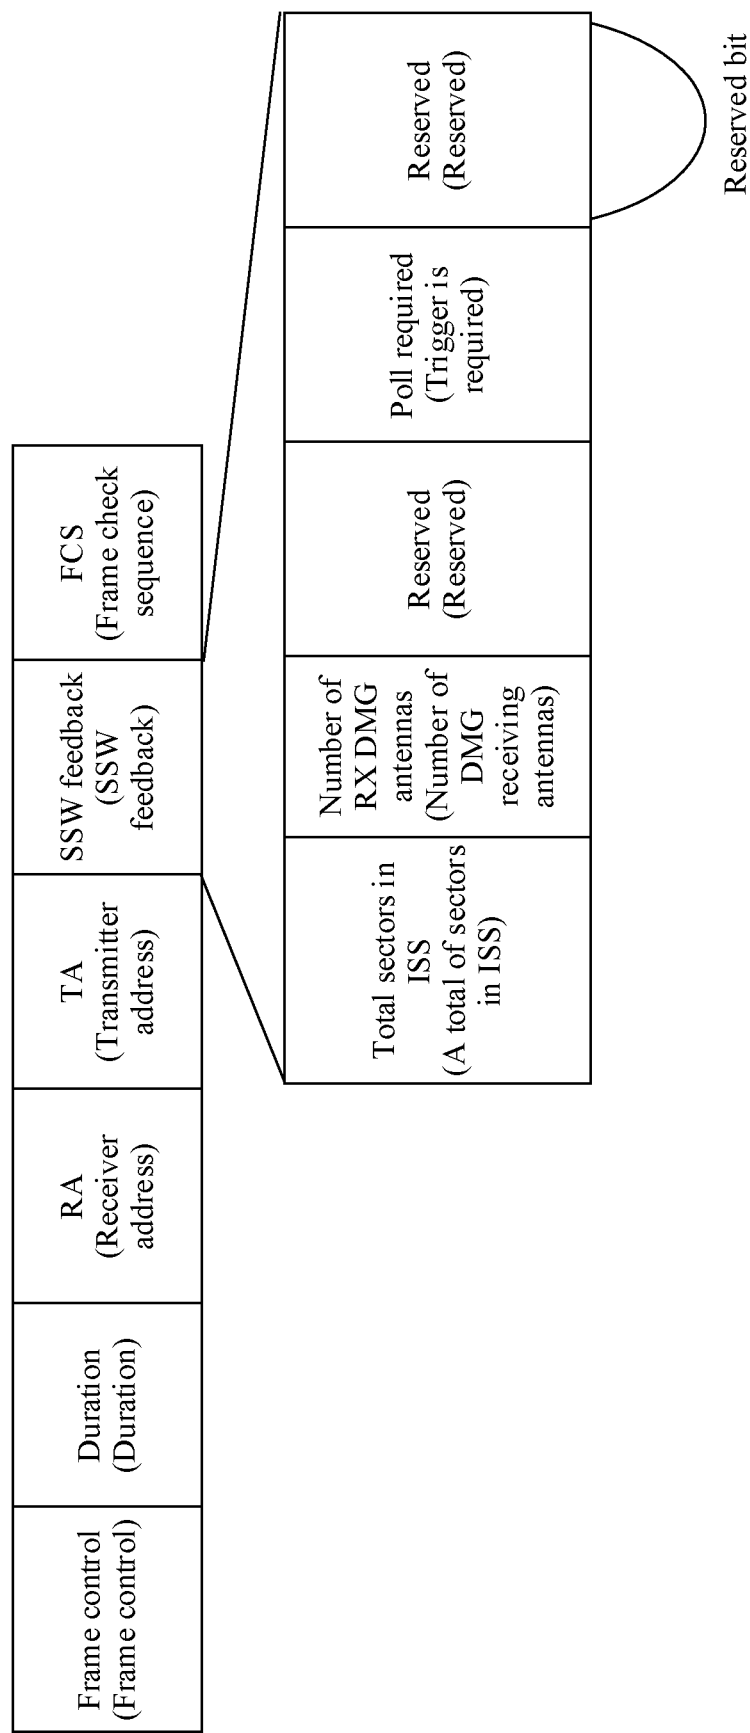 Frame control
(Frame control)
Duration
(Duration)
RA
(Receiver
address)
TA
(Transmitter
address)
SSW feedback
(SSW
feedback)
FCS
(Frame check
sequence)
Total sectors in
ISS
(A total of sectors
in ISS)
Number of
RX DMG
antennas
(Number of
DMG
receiving
antennas)
Reserved
(Reserved)
Poll required
(Trigger is
required)
Reserved
(Reserved)
Reserved bit